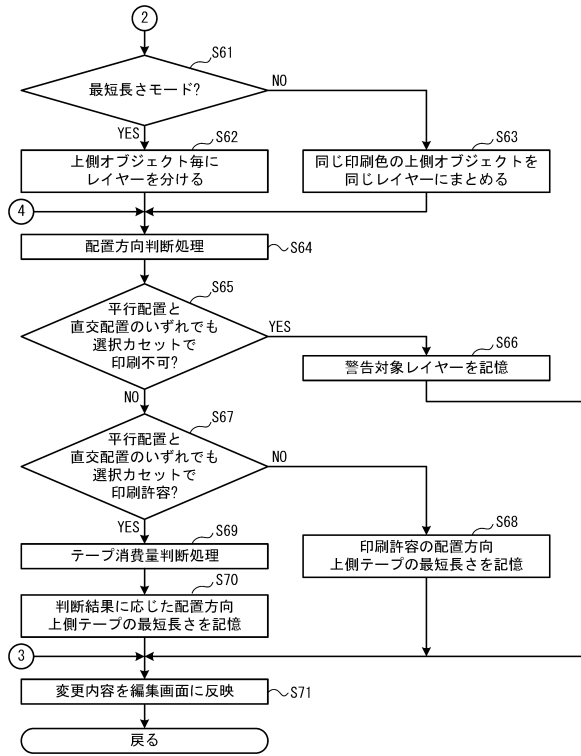 2
S61
最短長さモード?
NO
YES
S62
上側オブジェクト毎に
レイヤーを分ける
S63
同じ印刷色の上側オブジェクトを
同じレイヤーにまとめる
4
配置方向判断処理
S64
S65
平行配置と
直交配置のいずれでも
選択カセットで
印刷不可?
YES
NO
S66
警告対象レイヤーを記憶
S67
平行配置と
直交配置のいずれでも
選択カセットで
印刷許容?
NO
YES
S68
印刷許容の配置方向
上側テープの最短長さを記憶
S69
テープ消費量判断処理
S70
判断結果に応じた配置方向
上側テープの最短長さを記憶
3
変更内容を編集画面に反映
S71
戻る